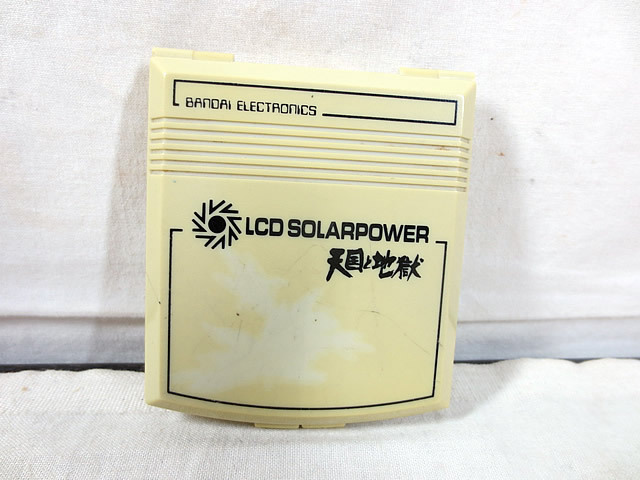 BANDAI ELECTRONICS
LCD SOLARPOWER
天国と地獄